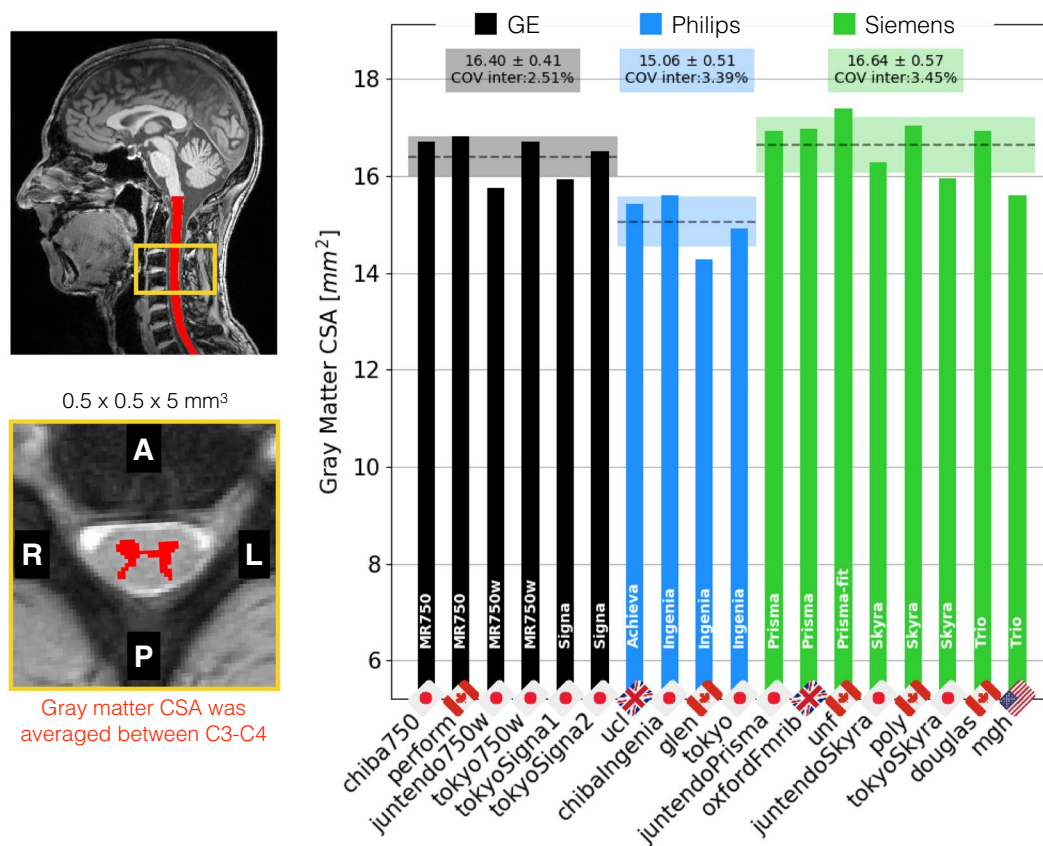 GE
Philips
Siemens
16.40 ± 0.41
COV inter:2.51%
15.06 ± 0.51
COV inter:3.39%
16.64 ± 0.57
COV inter:3.45%
0.5 x 0.5 x 5 mm³
A
R
L
P
Gray matter CSA was
averaged between C3-C4
Gray Matter CSA [mm²]
18
16
14
12
10
8
6
MR750
MR750
MR750w
MR750w
Signa
Signa
Achieva
Ingenia
Ingenia
Ingenia
Prisma
Prisma
Prisma-fit
Skyra
Skyra
Skyra
Trio
Trio
chiba750
perform
juntendo750w
tokyo750w
tokyoSigna1
tokyoSigna2
ucl
chibaIngenia
glen
tokyo
juntendoPrisma
oxfordFmrib
unf
juntendoSkyra
poly
tokyoSkyra
douglas
mgh